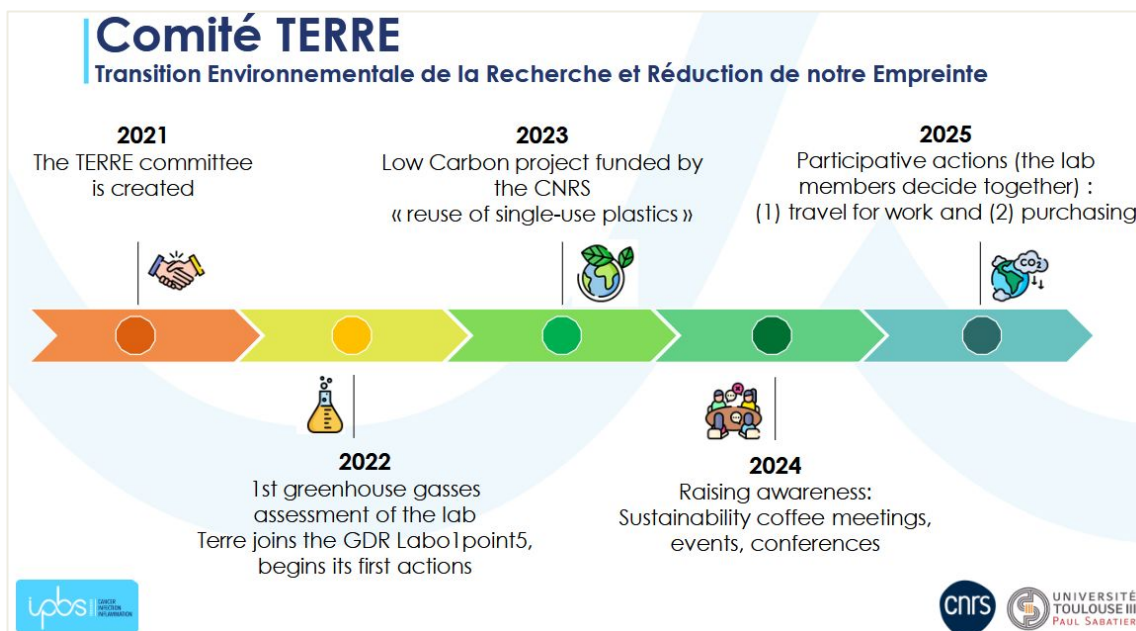 Comité TERRE
Transition Environnementale de la Recherche et Réduction de notre Empreinte
2021
The TERRE committee
is created
2023
Low Carbon project funded by
the CNRS
« reuse of single-use plastics »
2025
Participative actions (the lab
members decide together) :
(1) travel for work and (2) purchasing
CO2
2022
1st greenhouse gasses
assessment of the lab
Terre joins the GDR Labo1point5,
begins its first actions
2024
Raising awareness:
Sustainability coffee meetings,
events, conferences
ipbs
CANCER
INFECTION
INFLAMMATION
cnrs
UNIVERSITÉ
TOULOUSE III
PAUL SABATIER